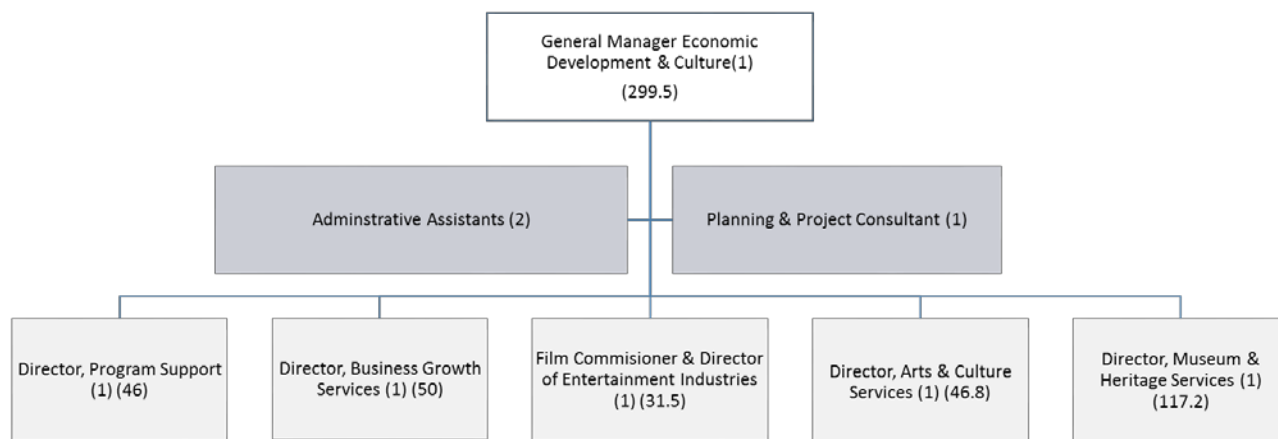 General Manager Economic
Development & Culture(1)
(299.5)
Adminstrative Assistants (2)
Planning & Project Consultant (1)
Director, Program Support
(1) (46)
Director, Business Growth
Services (1) (50)
Film Commisioner & Director
of Entertainment Industries
(1) (31.5)
Director, Arts & Culture
Services (1) (46.8)
Director, Museum &
Heritage Services (1)
(117.2)